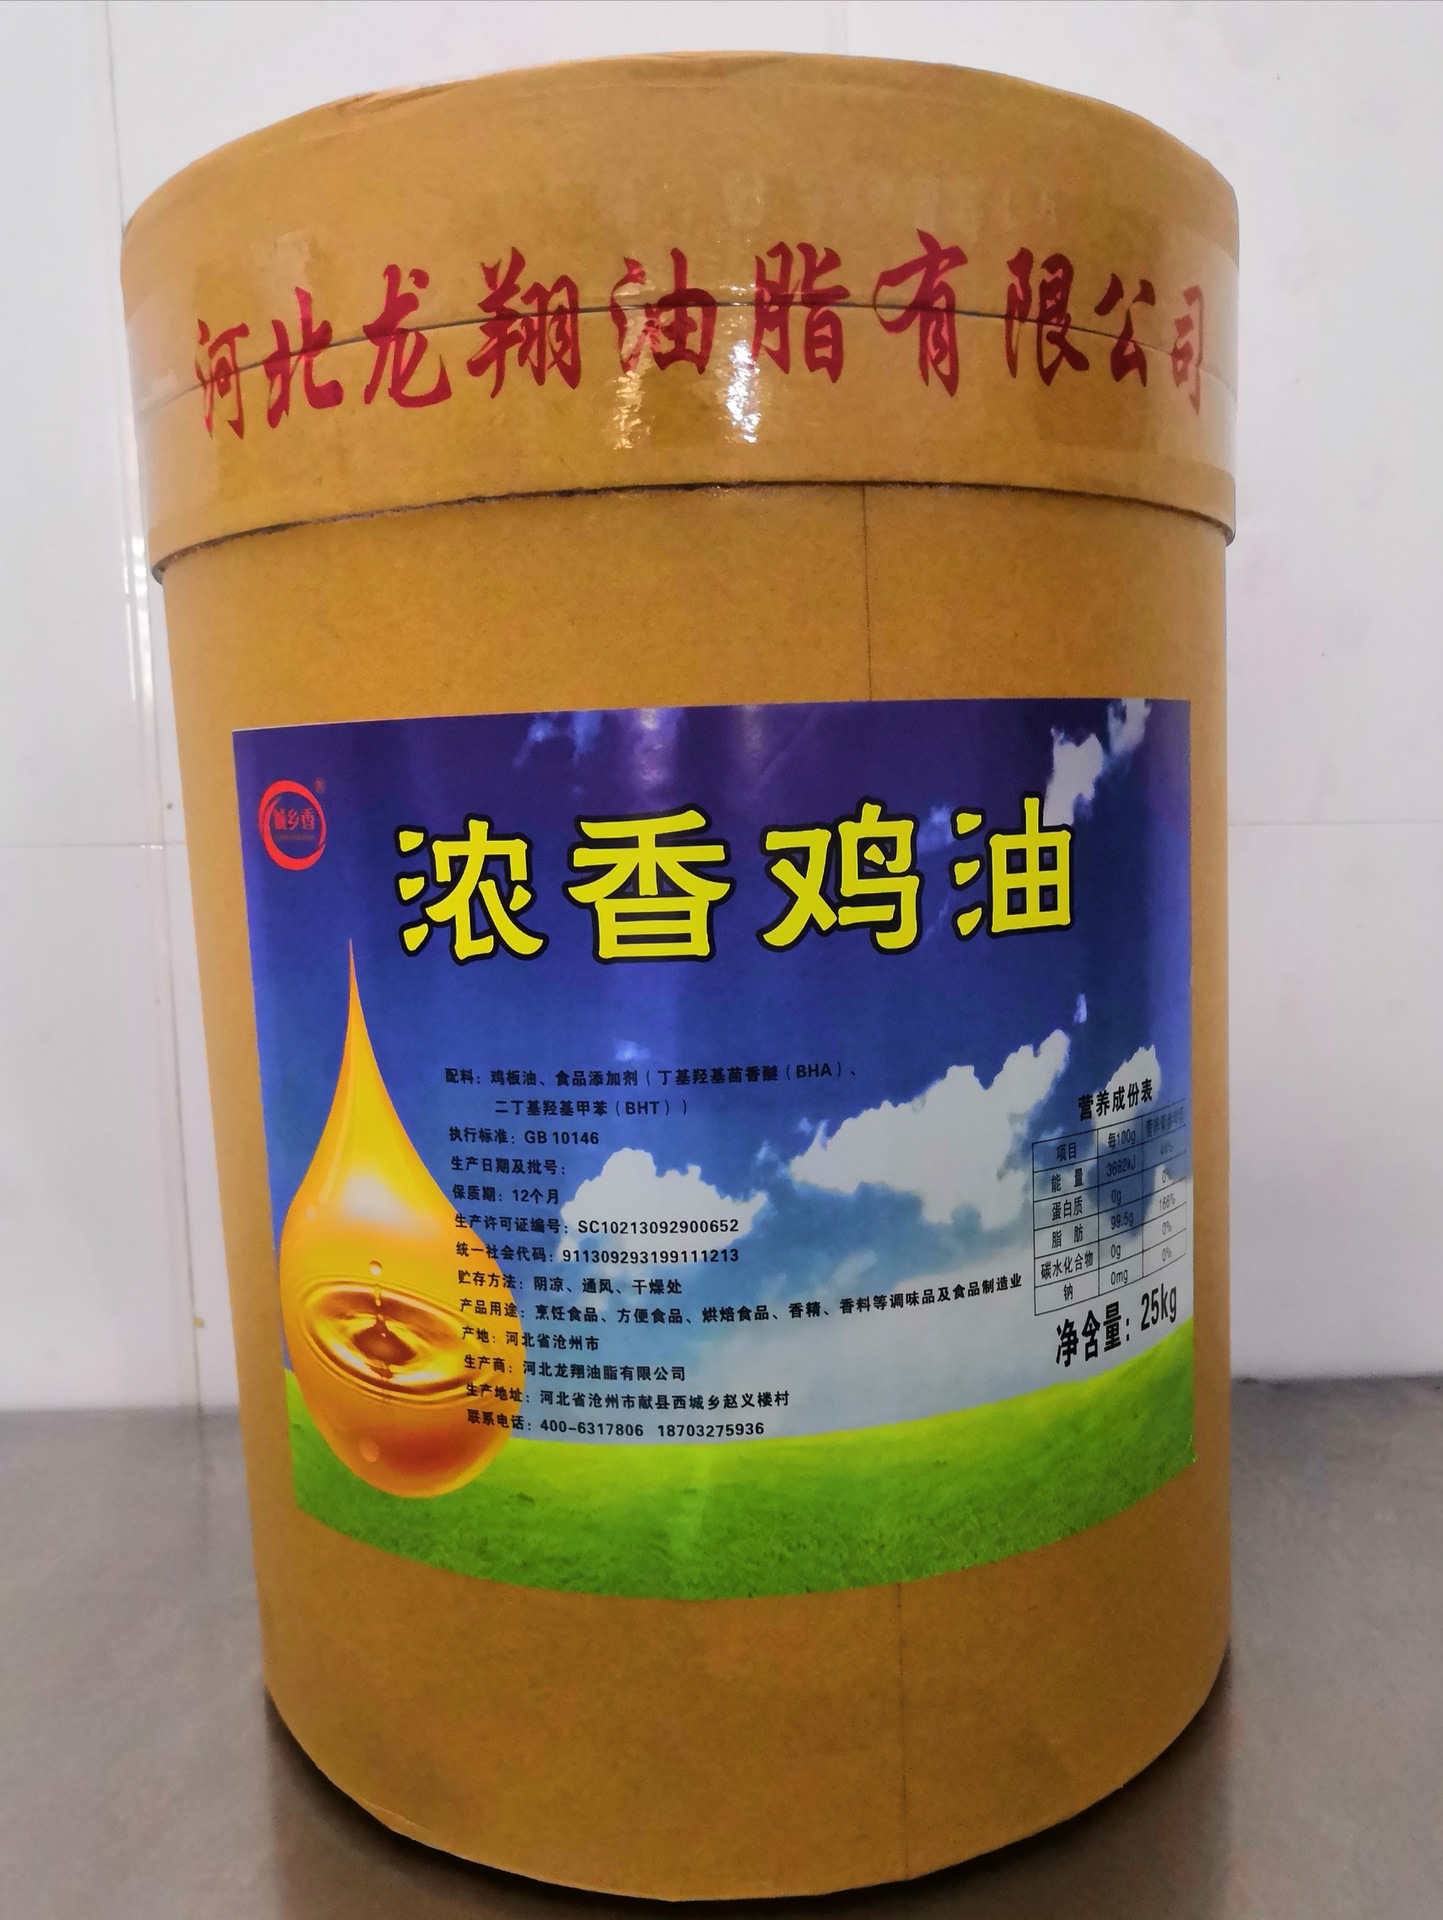 河北龙翔油脂有限公司
城乡香
浓香鸡油
配料：鸡板油、食品添加剂（丁基羟基茴香醚（BHA）、
二丁基羟基甲苯（BHT））
执行标准：GB 10146
生产日期及批号：
保质期：12个月
生产许可证编号：SC10213092900652
统一社会代码：911309293199111213
贮存方法：阴凉、通风、干燥处
产品用途：烹饪食品、方便食品、烘焙食品、香精、香料等调味品及食品制造业
产地：河北省沧州市
生产商：河北龙翔油脂有限公司
生产地址：河北省沧州市献县西城乡赵义楼村
联系电话：400-6317806 18703275936
营养成份表
项目 每100g
能 量 3682kJ
蛋白质 0g 0%
脂 肪 99.5g 166%
碳水化合物 0g 0%
钠 0mg 0%
净含量：25kg